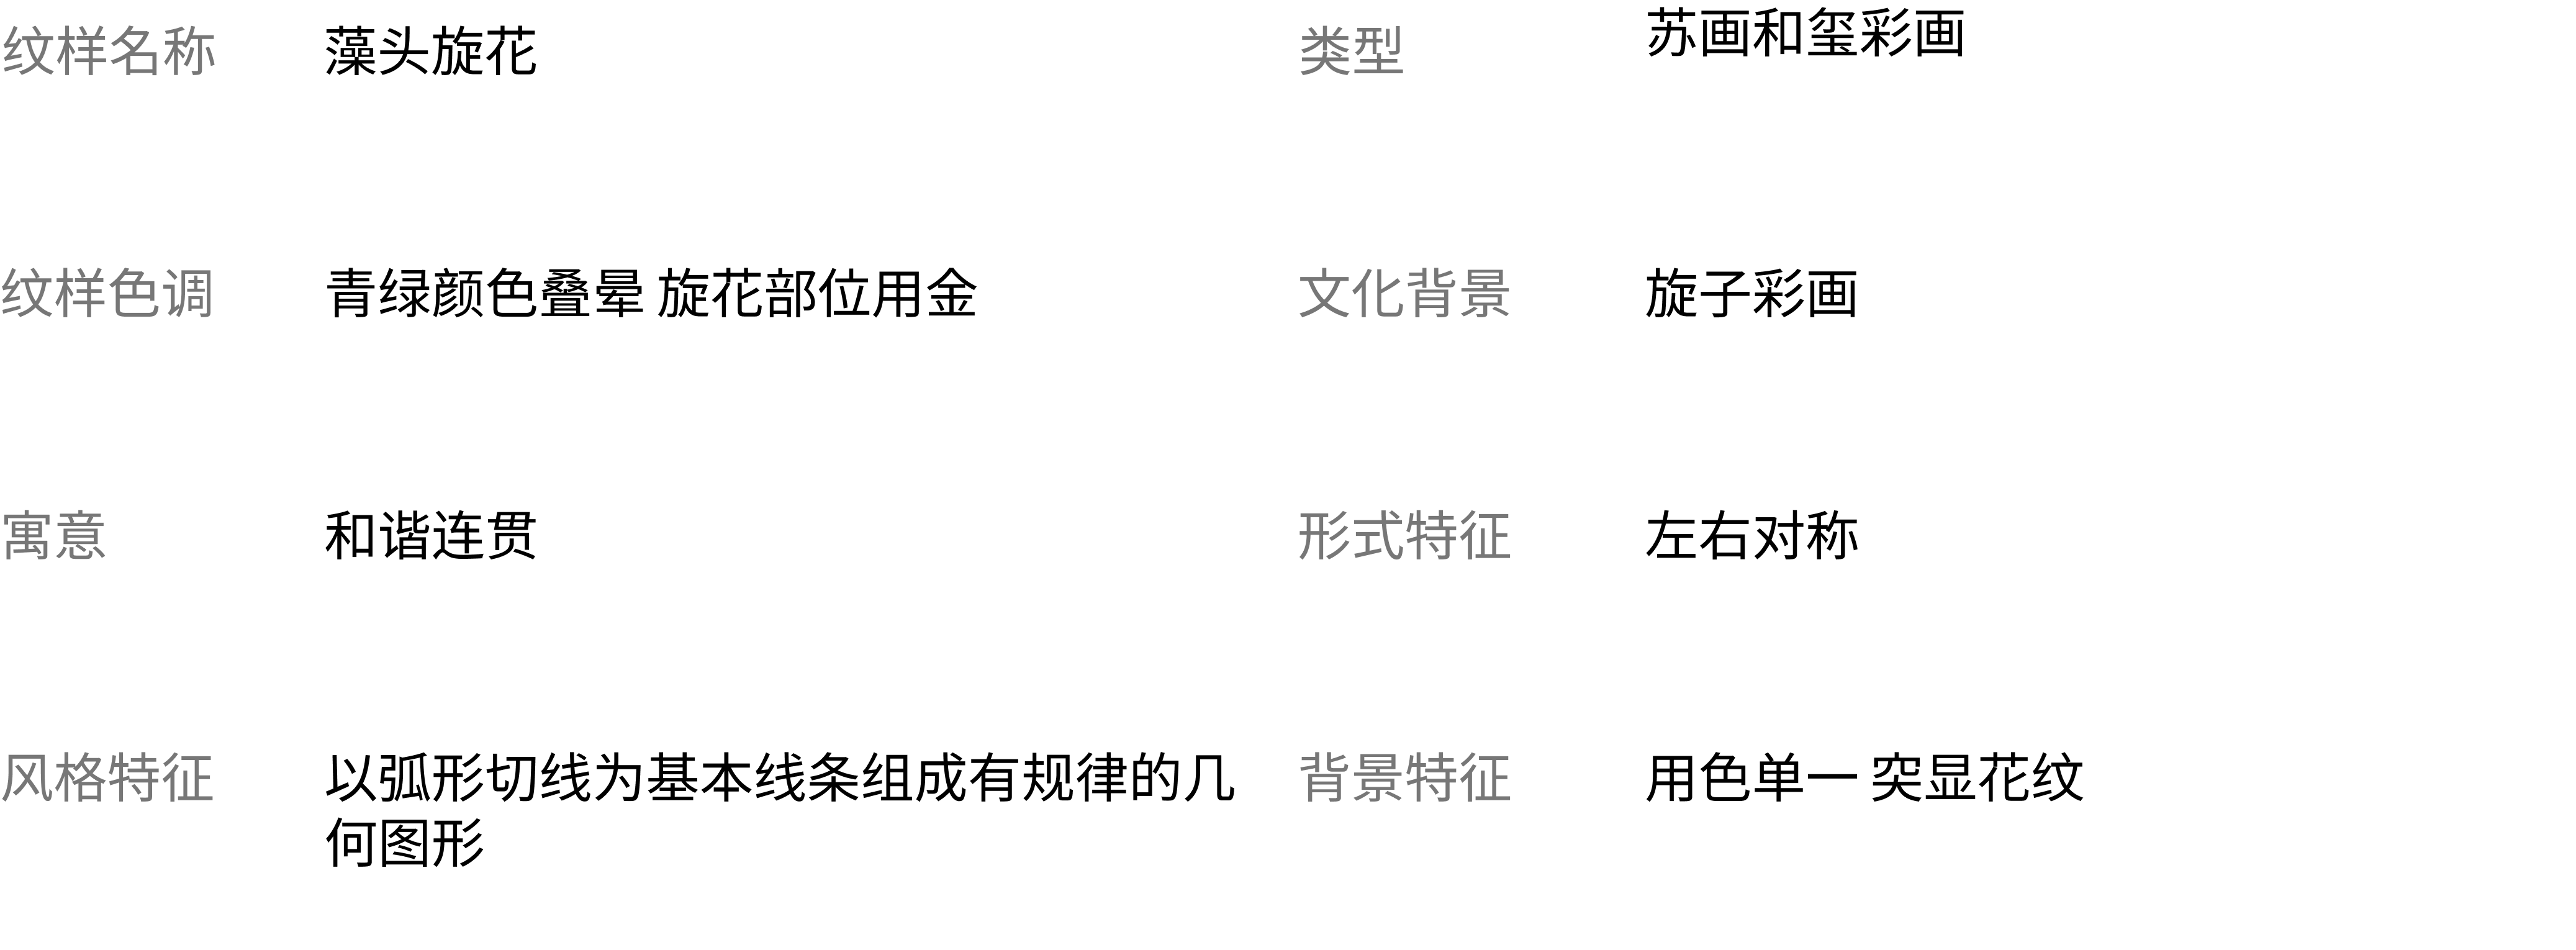 纹样名称 藻头旋花 类型 苏画和玺彩画
纹样色调 青绿颜色叠晕 旋花部位用金 文化背景 旋子彩画
寓意 和谐连贯 形式特征 左右对称
风格特征 以弧形切线为基本线条组成有规律的几 背景特征 用色单一 突显花纹
何图形